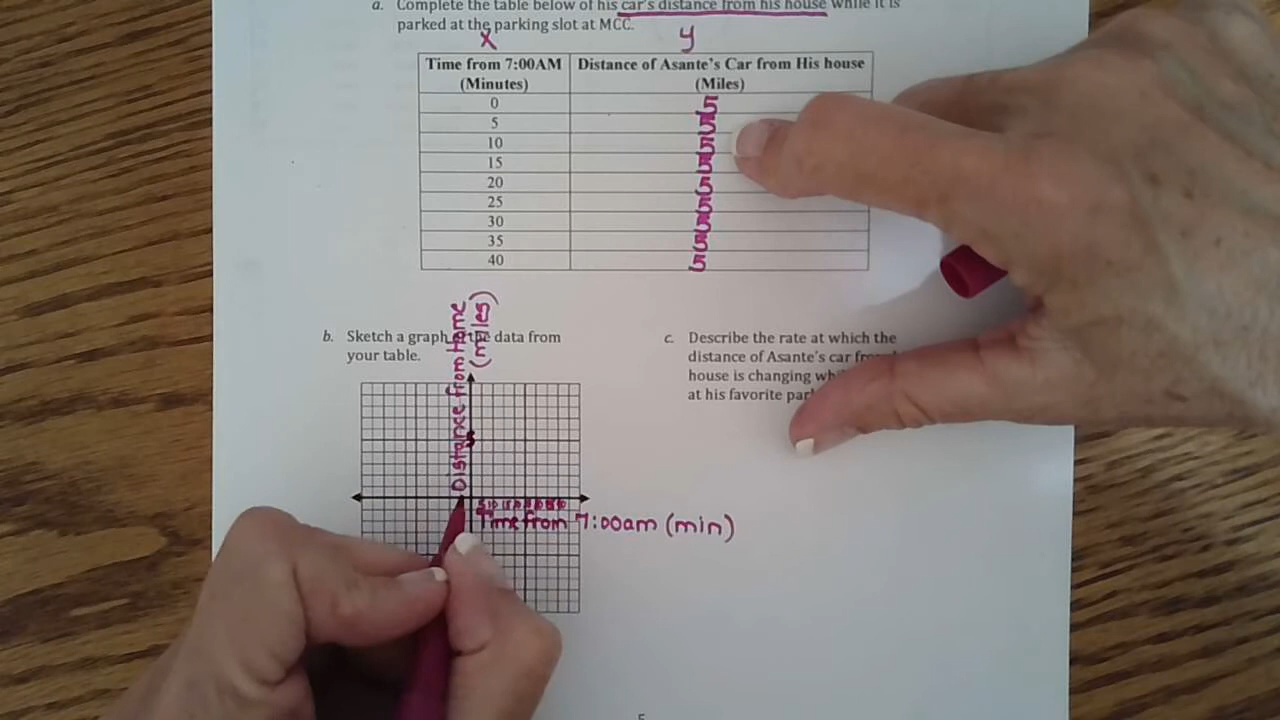 a. Complete the table below of his car's distance from his house while it is
parked at the parking slot at MCC.
x y
Time from 7:00AM (Minutes) Distance of Asante's Car from His house (Miles)
0 5
5 5
10 5
15 5
20 5
25 5
30 5
35 5
40 5
b. Sketch a graph of the data from
your table.
Distance from Home
(miles)
5 10 15
Time from 7:00am (min)
c. Describe the rate at which the
distance of Asante's car
house is changing
at his favorite